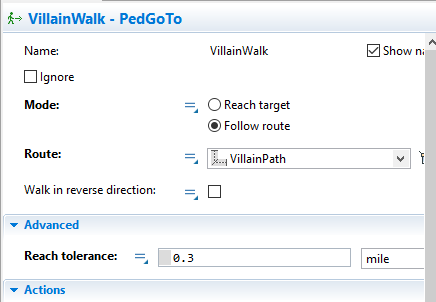 VillainWalk - PedGoTo
Name: VillainWalk Show na
Ignore
Mode: Reach target
Follow route
Route: VillainPath
Walk in reverse direction:
Advanced
Reach tolerance: 0.3 mile
Actions